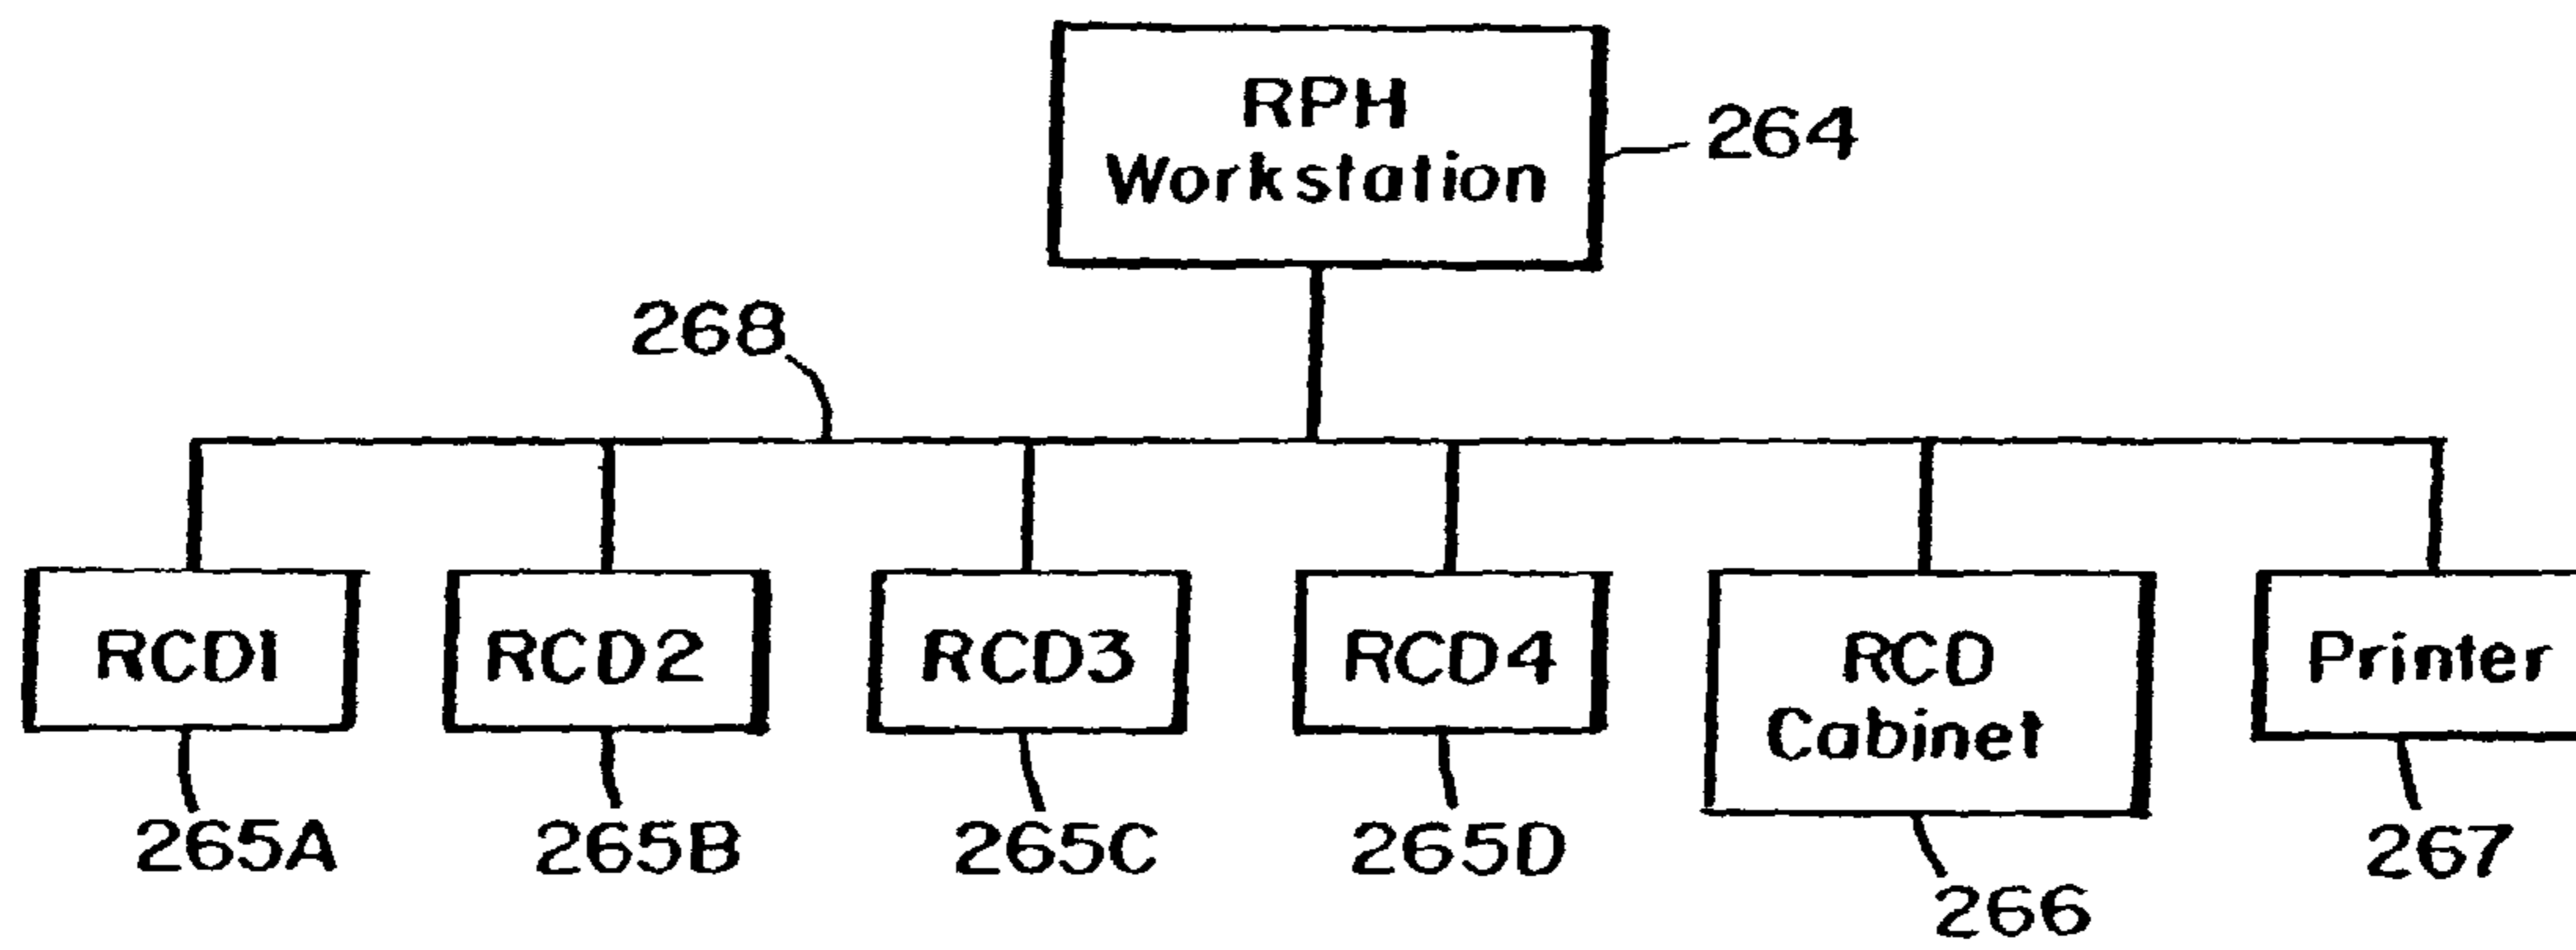 RPH
Workstation
264
268
RCD1
RCD2
RCD3
RCD4
RCD
Cabinet
Printer
265A
265B
265C
265D
266
267